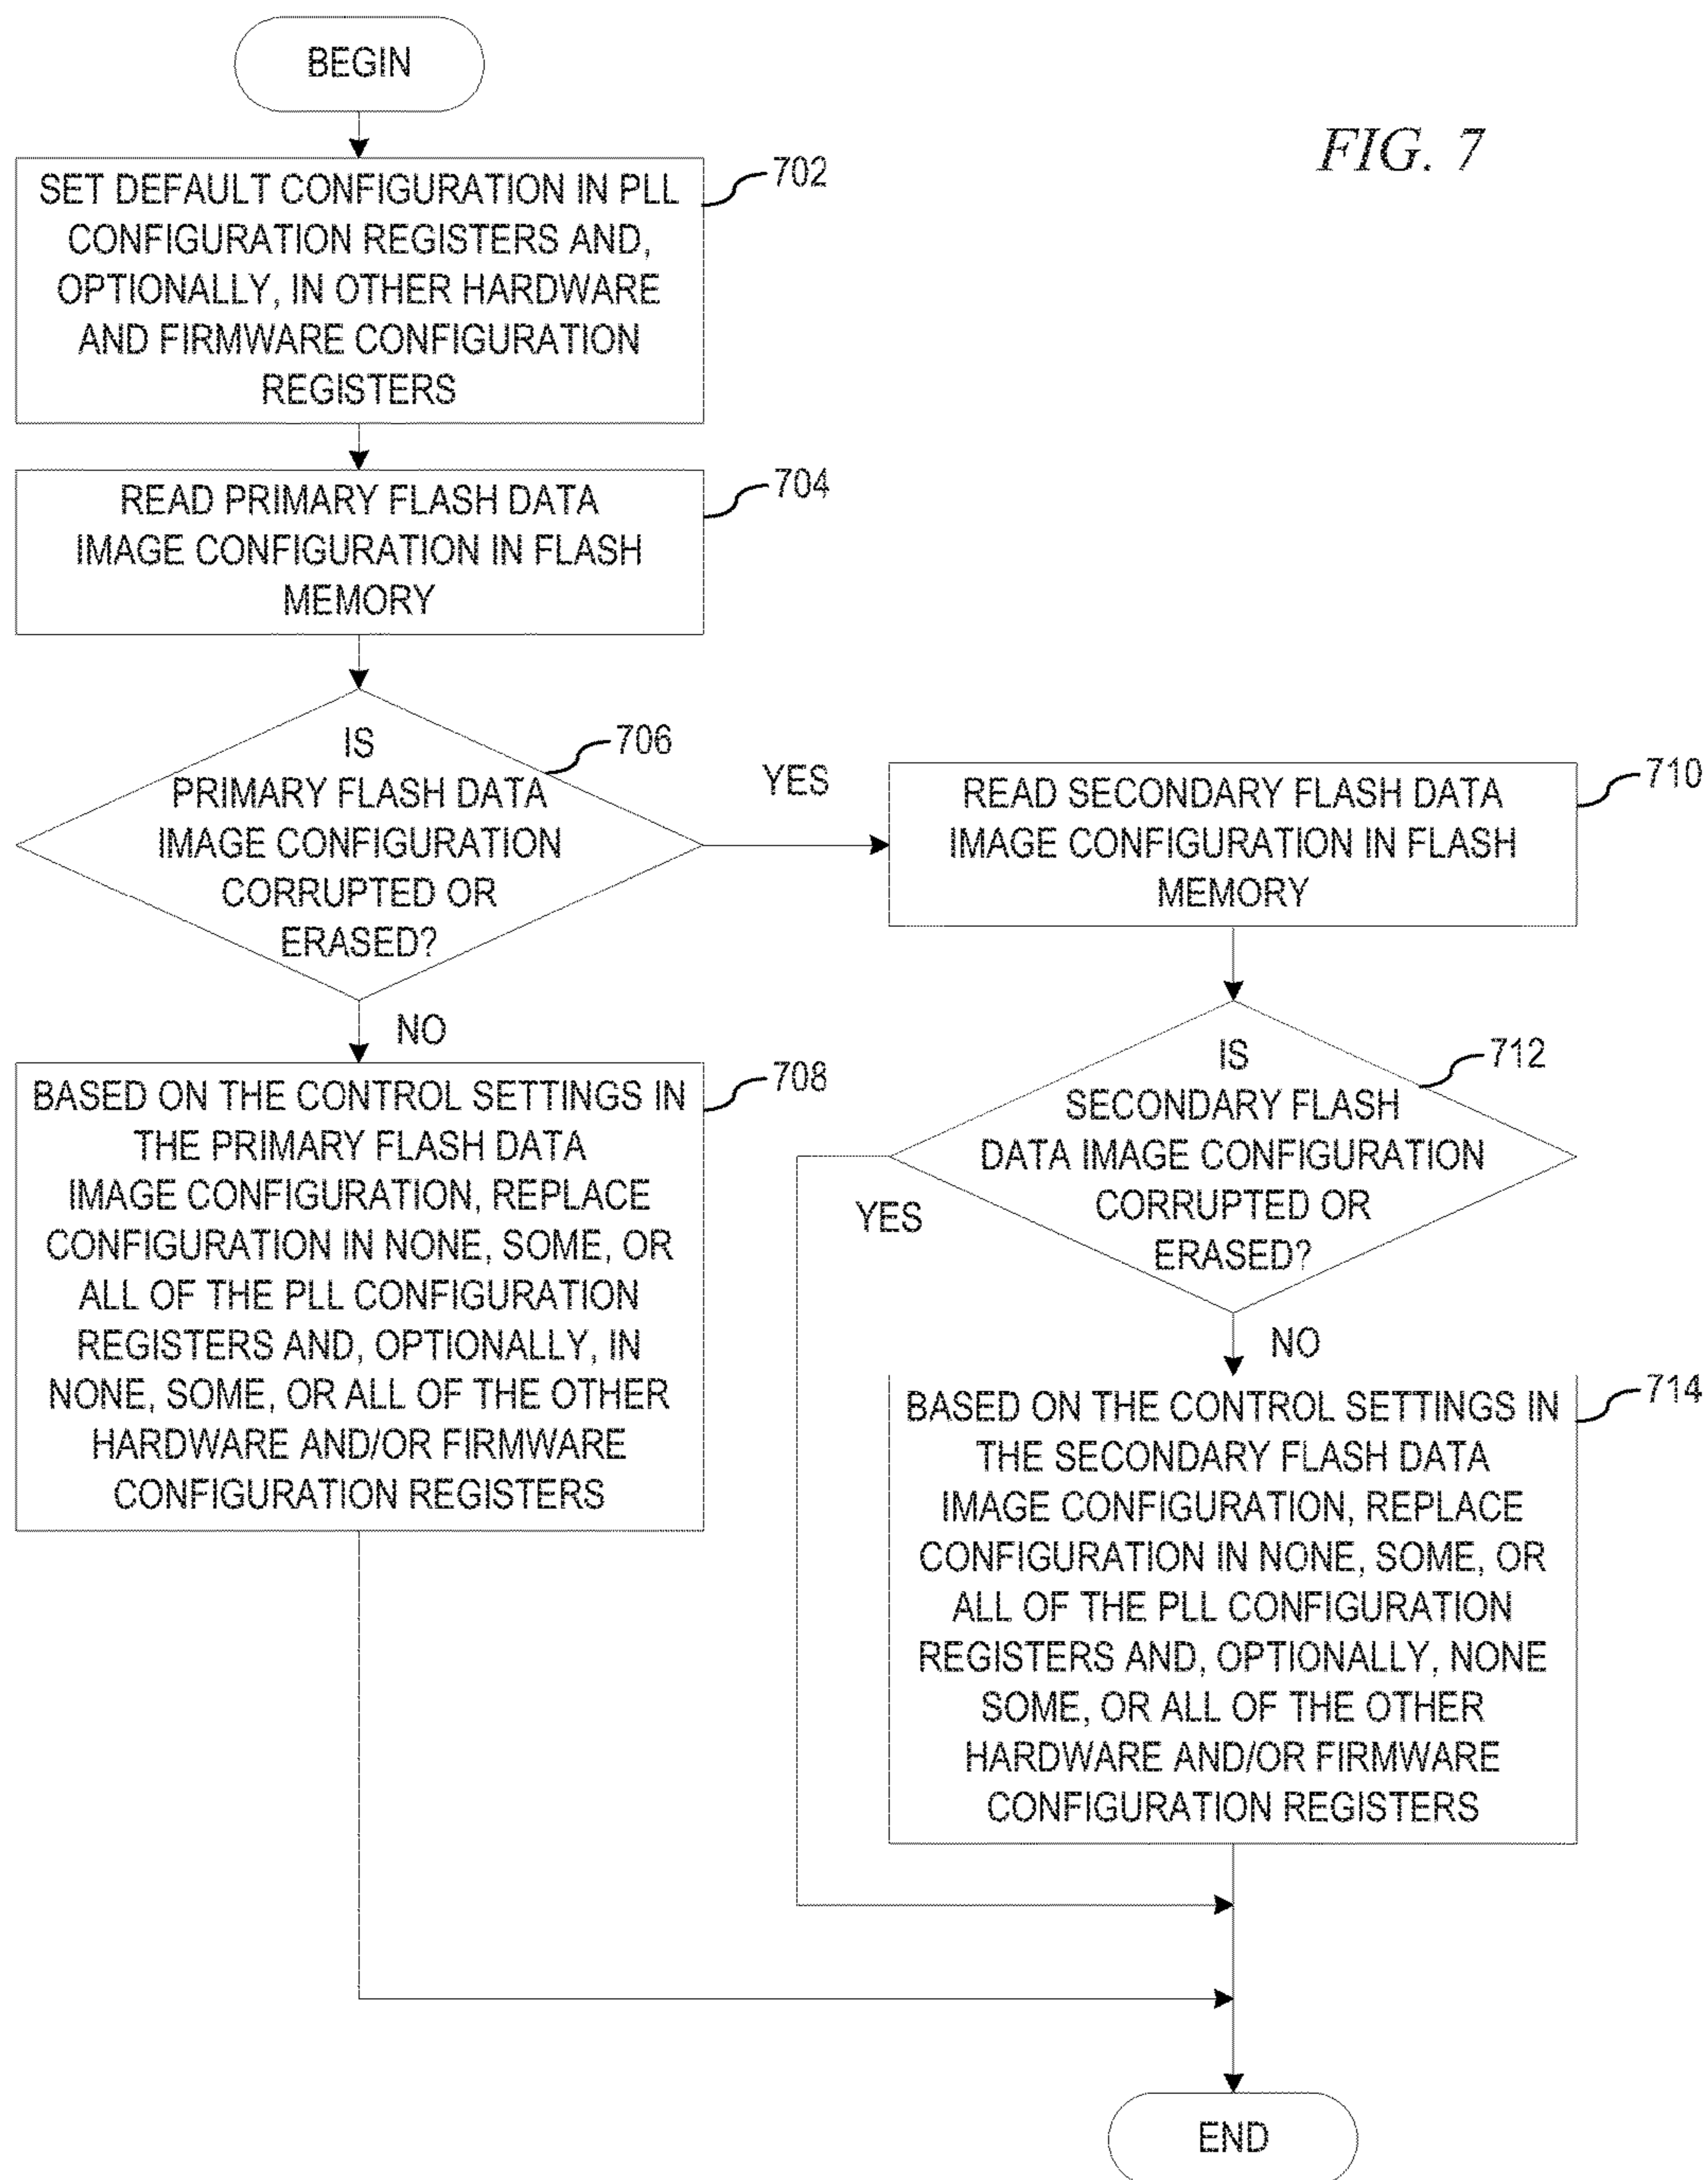 BEGIN
FIG. 7
702
SET DEFAULT CONFIGURATION IN PLL
CONFIGURATION REGISTERS AND,
OPTIONALLY, IN OTHER HARDWARE
AND FIRMWARE CONFIGURATION
REGISTERS
704
READ PRIMARY FLASH DATA
IMAGE CONFIGURATION IN FLASH
MEMORY
706
IS
PRIMARY FLASH DATA
IMAGE CONFIGURATION
CORRUPTED OR
ERASED?
YES
710
READ SECONDARY FLASH DATA
IMAGE CONFIGURATION IN FLASH
MEMORY
NO
708
BASED ON THE CONTROL SETTINGS IN
THE PRIMARY FLASH DATA
IMAGE CONFIGURATION, REPLACE
CONFIGURATION IN NONE, SOME, OR
ALL OF THE PLL CONFIGURATION
REGISTERS AND, OPTIONALLY, IN
NONE, SOME, OR ALL OF THE OTHER
HARDWARE AND/OR FIRMWARE
CONFIGURATION REGISTERS
712
IS
SECONDARY FLASH
DATA IMAGE CONFIGURATION
CORRUPTED OR
ERASED?
YES
NO
714
BASED ON THE CONTROL SETTINGS IN
THE SECONDARY FLASH DATA
IMAGE CONFIGURATION, REPLACE
CONFIGURATION IN NONE, SOME, OR
ALL OF THE PLL CONFIGURATION
REGISTERS AND, OPTIONALLY, NONE
SOME, OR ALL OF THE OTHER
HARDWARE AND/OR FIRMWARE
CONFIGURATION REGISTERS
END